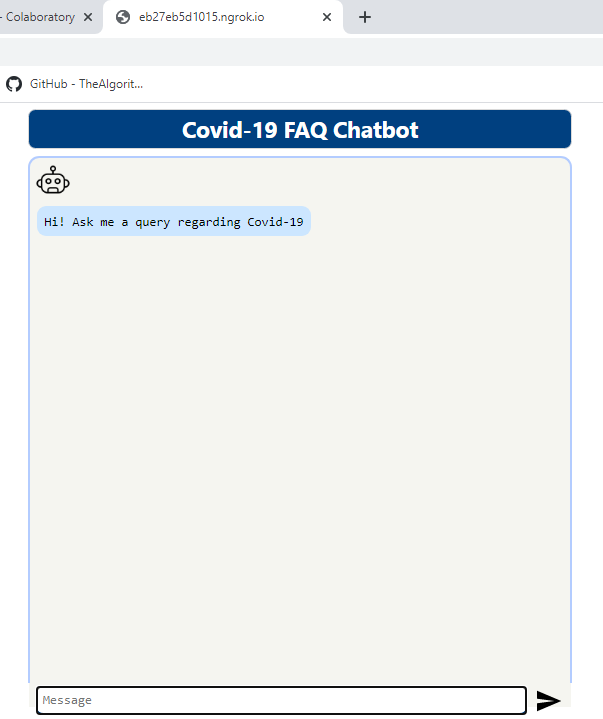 - Colaboratory
eb27eb5d1015.ngrok.io
GitHub - TheAlgorit...
Covid-19 FAQ Chatbot
Hi! Ask me a query regarding Covid-19
Message